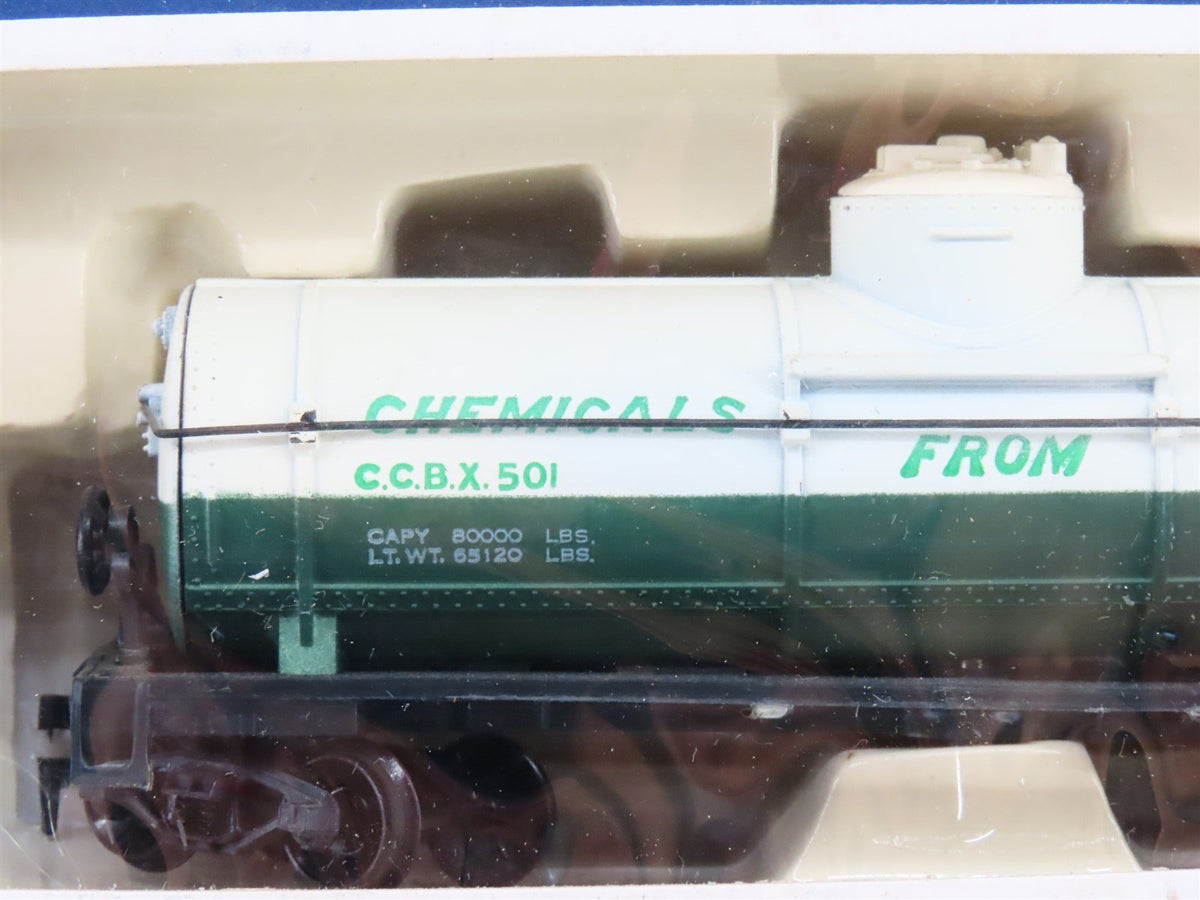 CHEMICALS
FROM
C.C.B.X. 501
CAPY 80000 LBS.
LT. WT. 65120 LBS.